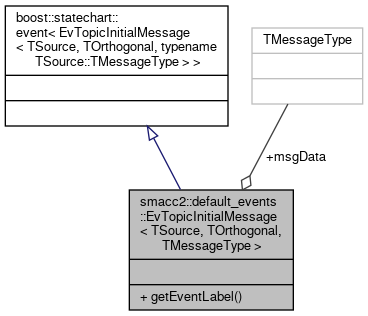 boost::statechart::
event< EvTopicInitialMessage
< TSource, TOrthogonal, typename
TSource::TMessageType > >
TMessageType
+msgData
smacc2::default_events
::EvTopicInitialMessage
< TSource, TOrthogonal,
TMessageType >
+ getEventLabel()